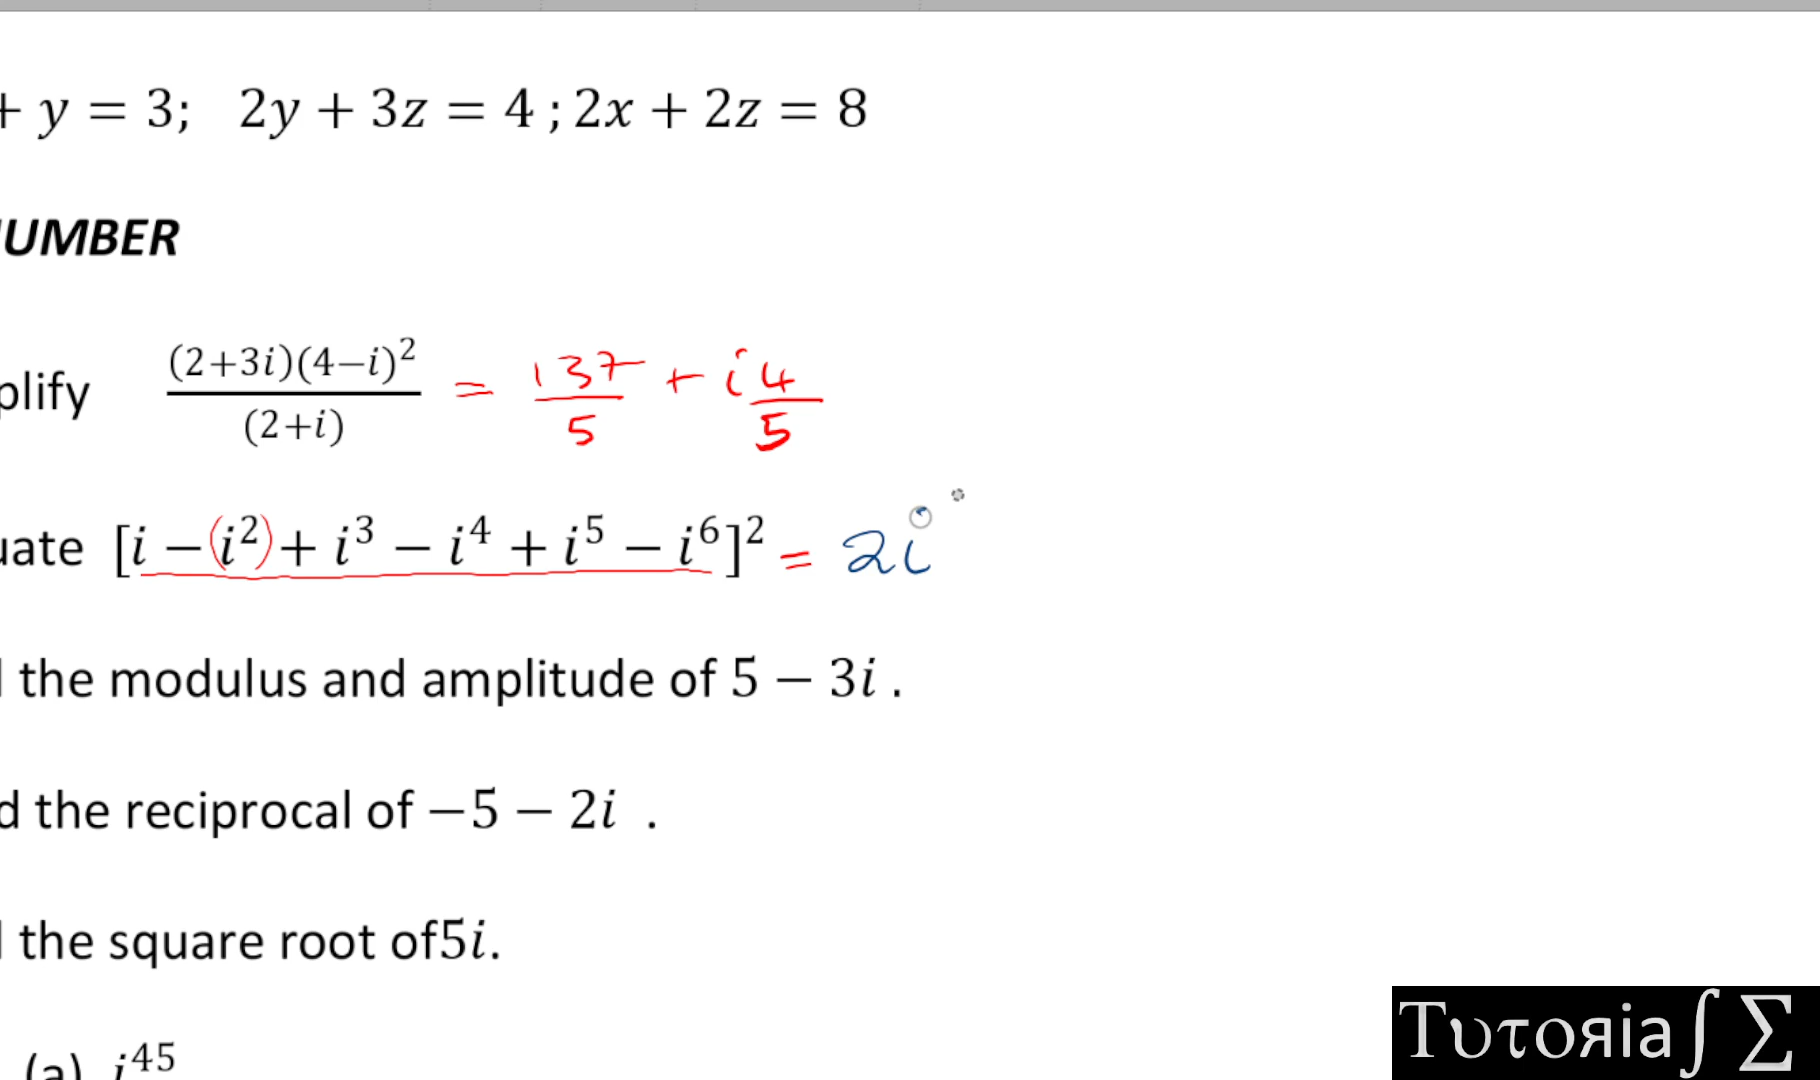 + y = 3; 2y + 3z = 4 ; 2x + 2z = 8
NUMBER
plify (2+3i)(4−i)² / (2+i) = 137/5 + i 4/5
uate [i − (i²) + i³ − i⁴ + i⁵ − i⁶]² = 2i
the modulus and amplitude of 5 − 3i .
d the reciprocal of −5 − 2i .
the square root of5i.
(a) i⁴⁵
Tυτoяia∫∑